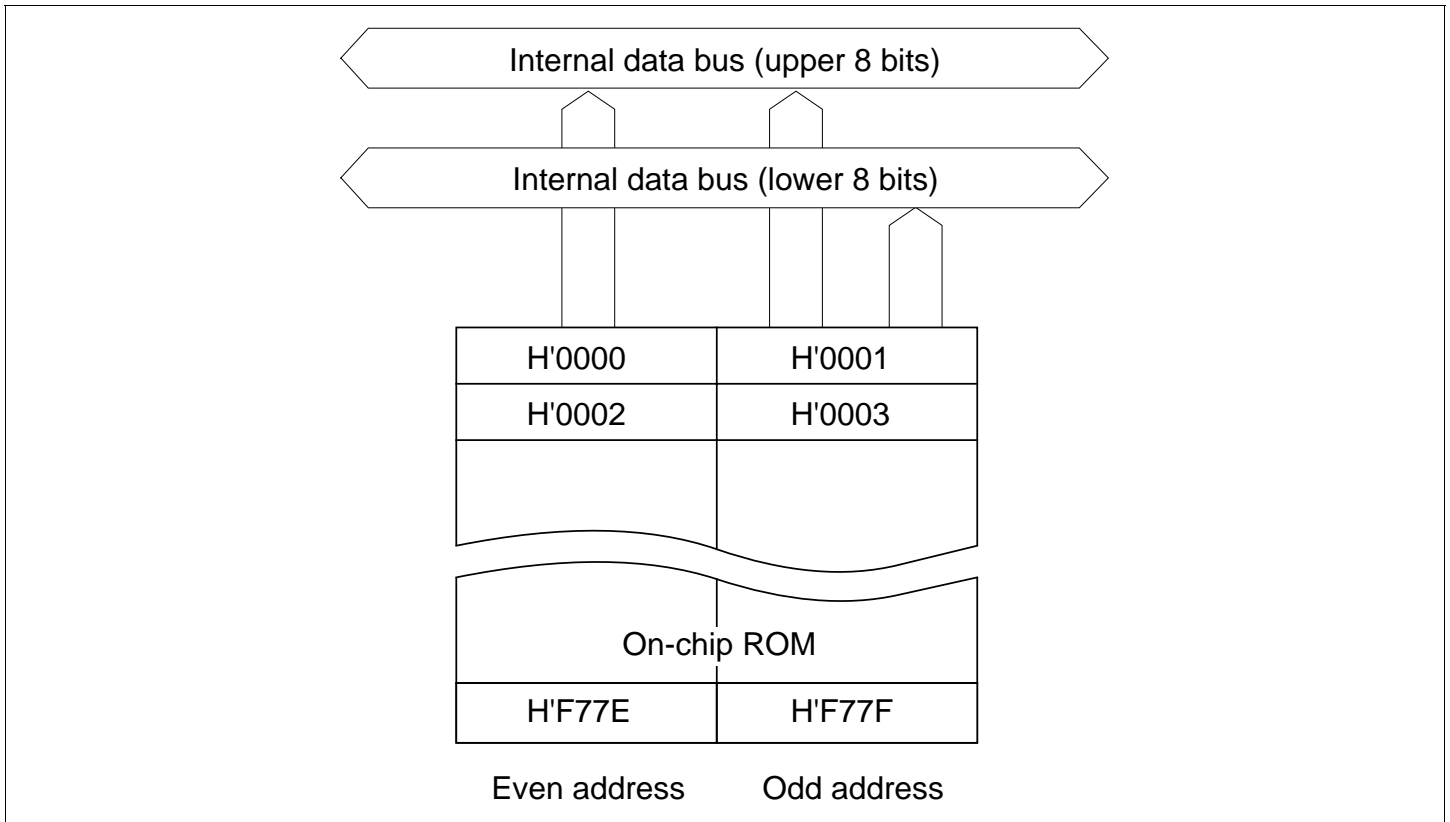 Internal data bus (upper 8 bits)
Internal data bus (lower 8 bits)
H'0000 H'0001
H'0002 H'0003
On-chip ROM
H'F77E H'F77F
Even address Odd address